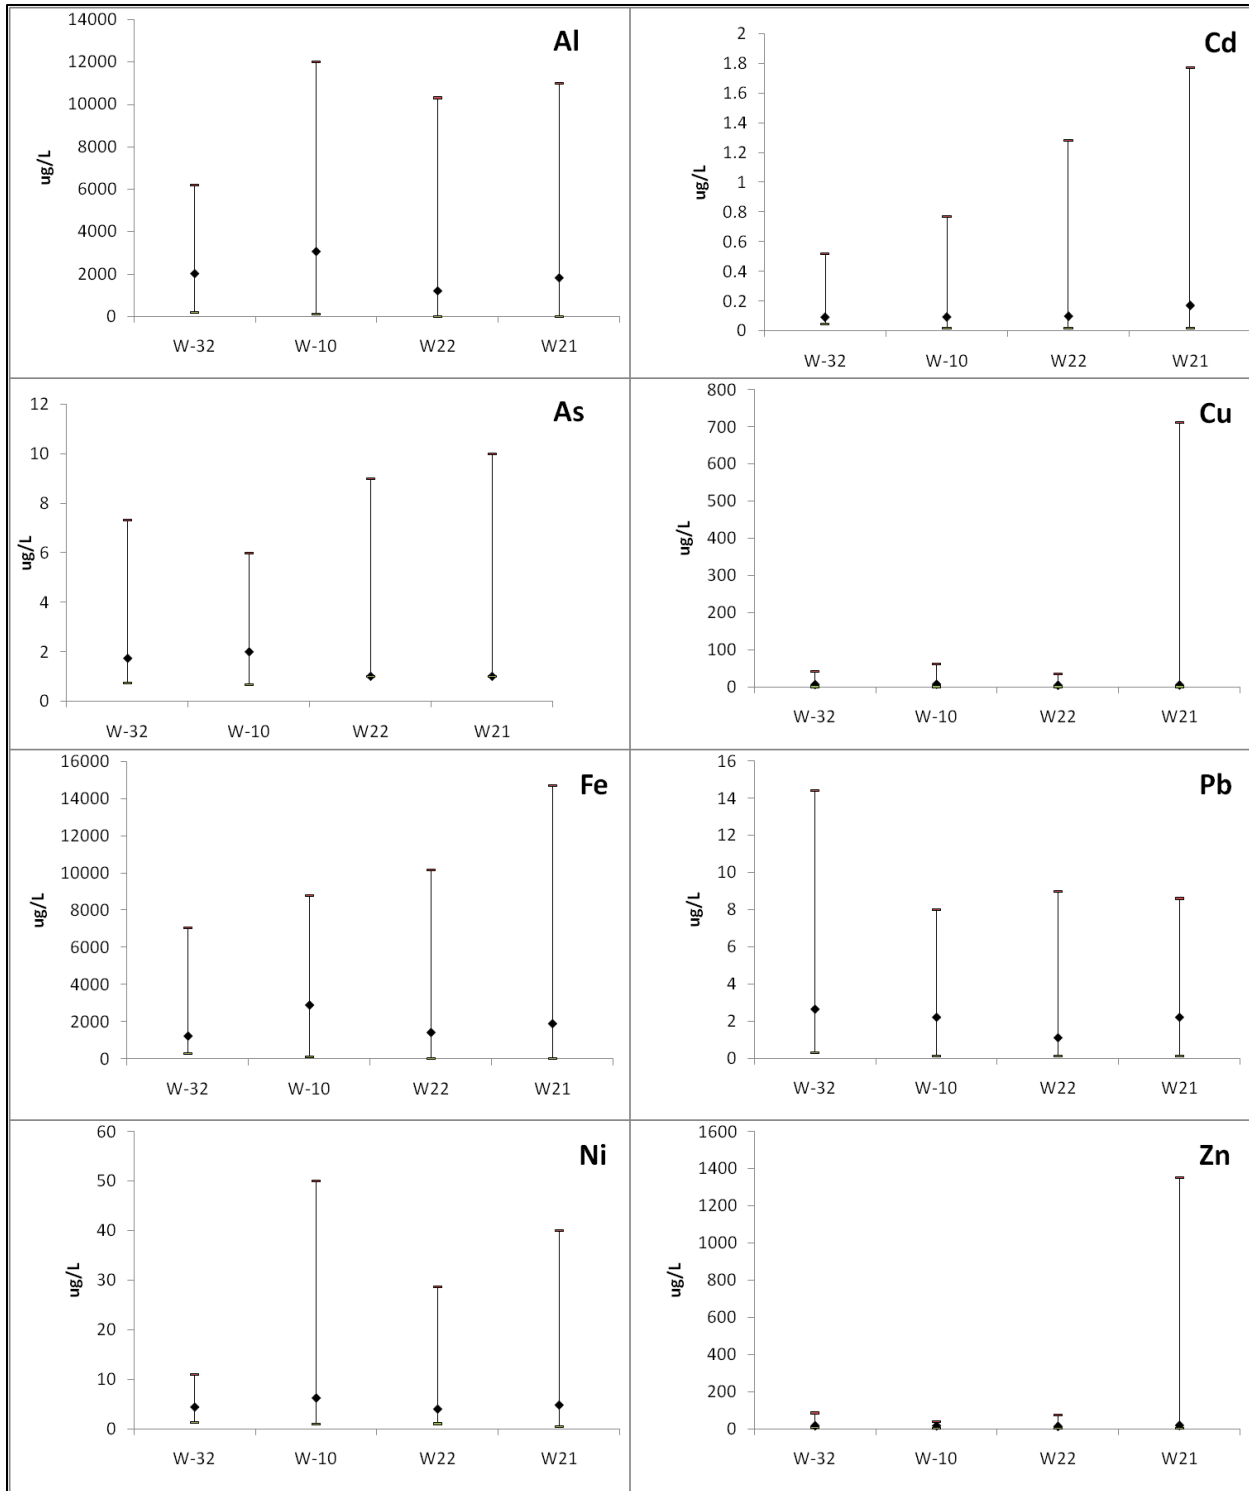 Al
14000
12000
10000
8000
6000
4000
2000
0
ug/L
W-32 W-10 W22 W21
Cd
2
1.8
1.6
1.4
1.2
1
0.8
0.6
0.4
0.2
0
ug/L
W-32 W-10 W22 W21
As
12
10
8
6
4
2
0
ug/L
W-32 W-10 W22 W21
Cu
800
700
600
500
400
300
200
100
0
ug/L
W-32 W-10 W22 W21
Fe
16000
14000
12000
10000
8000
6000
4000
2000
0
ug/L
W-32 W-10 W22 W21
Pb
16
14
12
10
8
6
4
2
0
ug/L
W-32 W-10 W22 W21
Ni
60
50
40
30
20
10
0
ug/L
W-32 W-10 W22 W21
Zn
1600
1400
1200
1000
800
600
400
200
0
ug/L
W-32 W-10 W22 W21